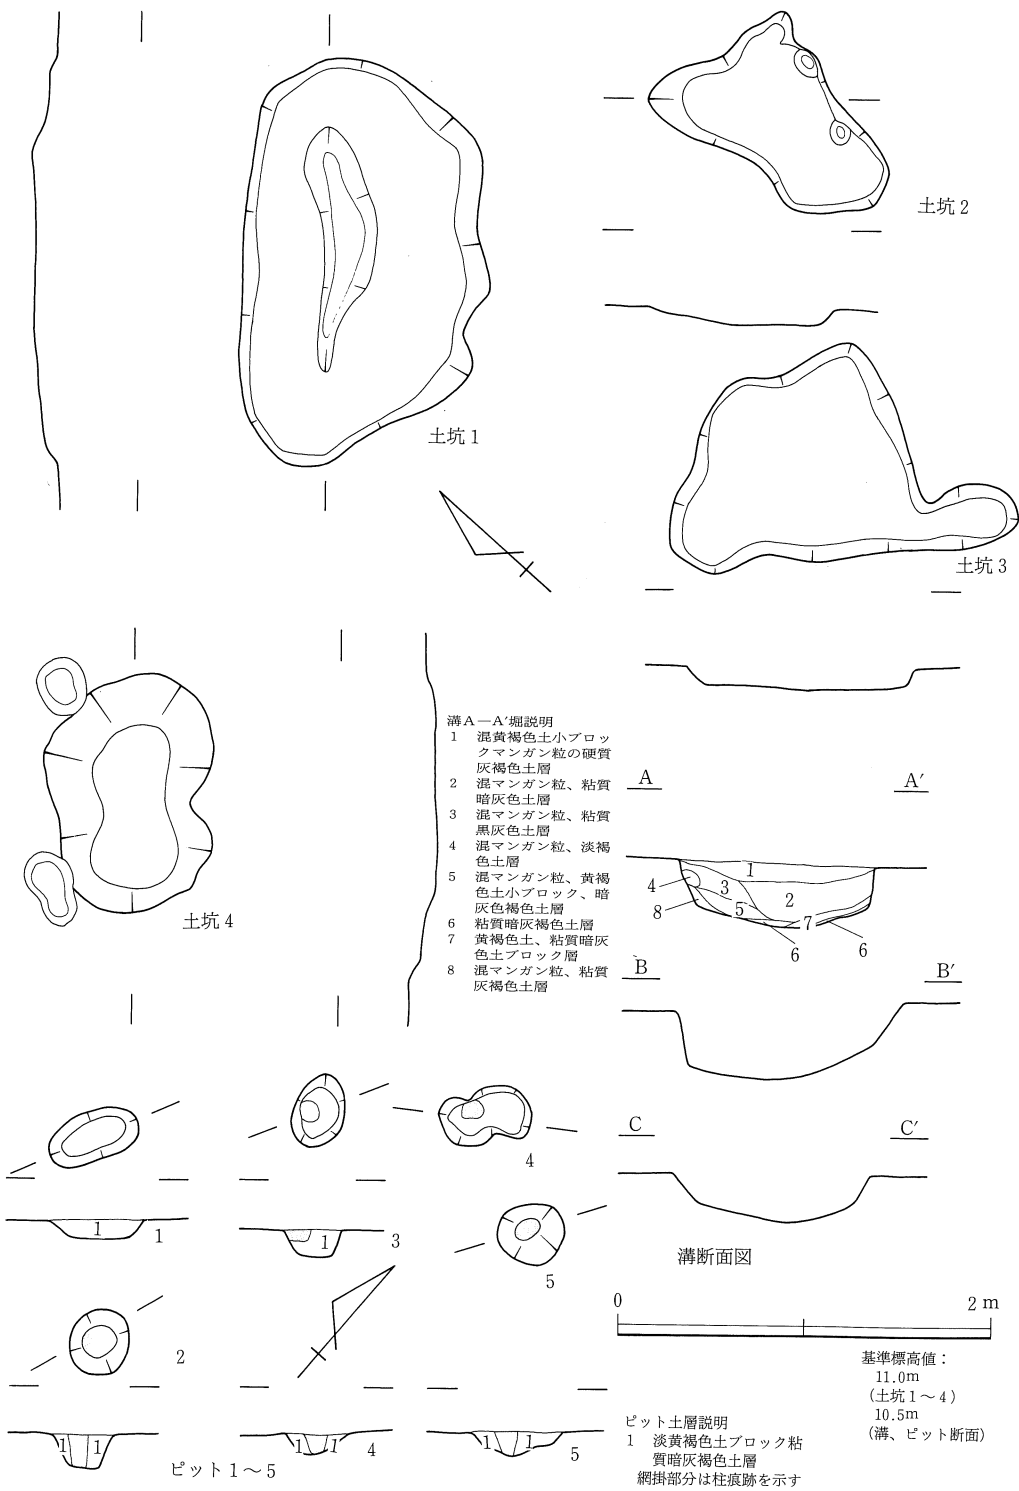 土坑2
土坑1
土坑3
土坑4
溝A―A′堀説明
1 混黄褐色土小ブロッ
クマンガン粒の硬質
灰褐色土層
2 混マンガン粒、粘質
暗灰色土層
3 混マンガン粒、粘質
黒灰色土層
4 混マンガン粒、淡褐
色土層
5 混マンガン粒、黄褐
色土小ブロック、暗
灰色褐色土層
6 粘質暗灰褐色土層
7 黄褐色土、粘質暗灰
色土ブロック層
8 混マンガン粒、粘質
灰褐色土層
A A′
1
4 3 2
8 5 7
6 6
B B′
C C′
溝断面図
4
1 1
1 3
5
2
1 1
1 1 4
1 1 5
ピット1～5
0 2m
基準標高値：
11.0m
（土坑1～4）
10.5m
（溝、ピット断面）
ピット土層説明
1 淡黄褐色土ブロック粘
質暗灰褐色土層
網掛部分は柱痕跡を示す